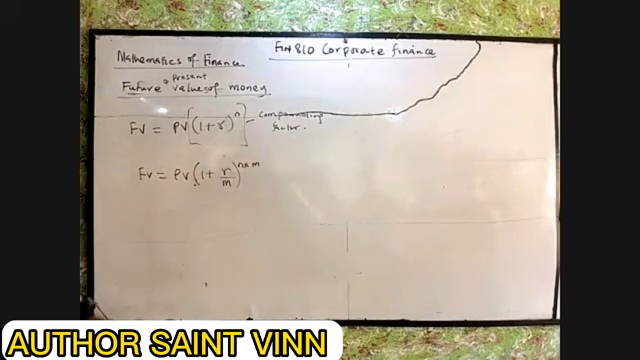 FIN 810 Corporate finance
Mathematics of Finance
Future & present values of money
FV = PV[(1+r)^n] compounding factor.
FV = PV(1 + r/m)^n×m
AUTHOR SAINT VINN